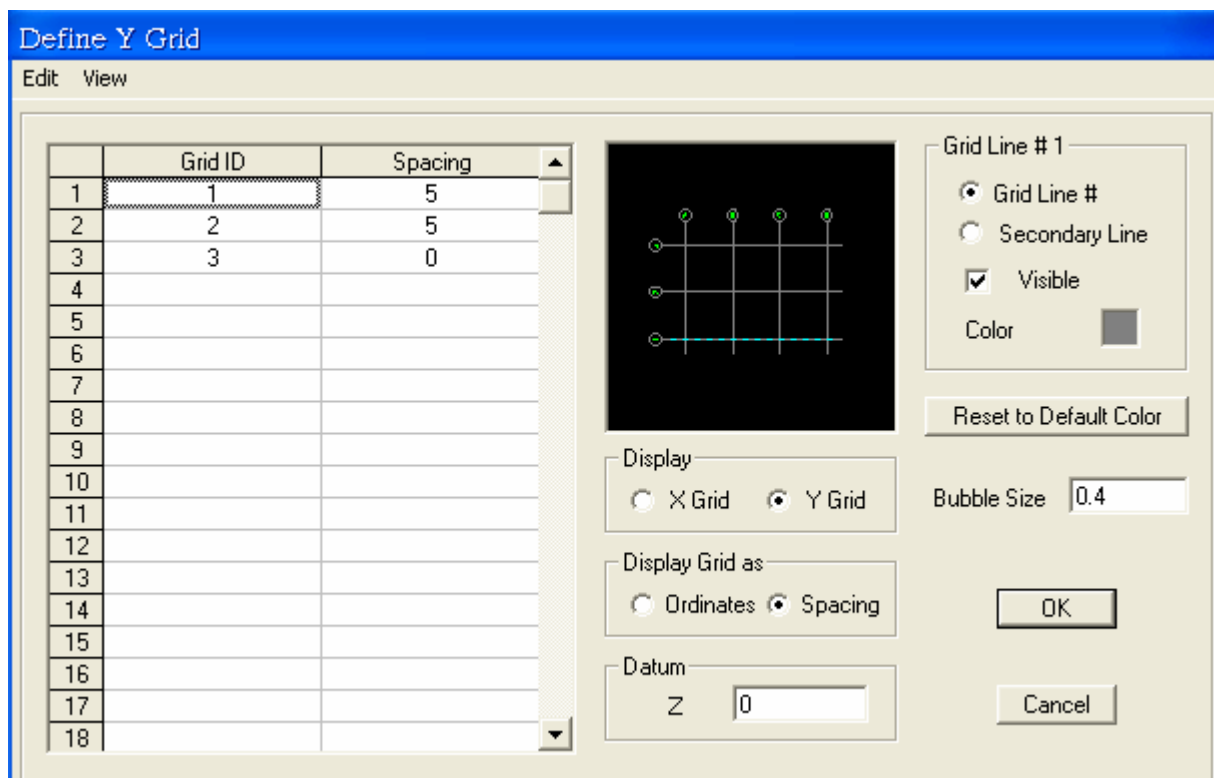 Define Y Grid
Edit View
Grid ID Spacing
1 1 5
2 2 5
3 3 0
4
5
6
7
8
9
10
11
12
13
14
15
16
17
18
Display
X Grid Y Grid
Display Grid as
Ordinates Spacing
Datum
Z 0
Grid Line # 1
Grid Line #
Secondary Line
Visible
Color
Reset to Default Color
Bubble Size 0.4
OK
Cancel